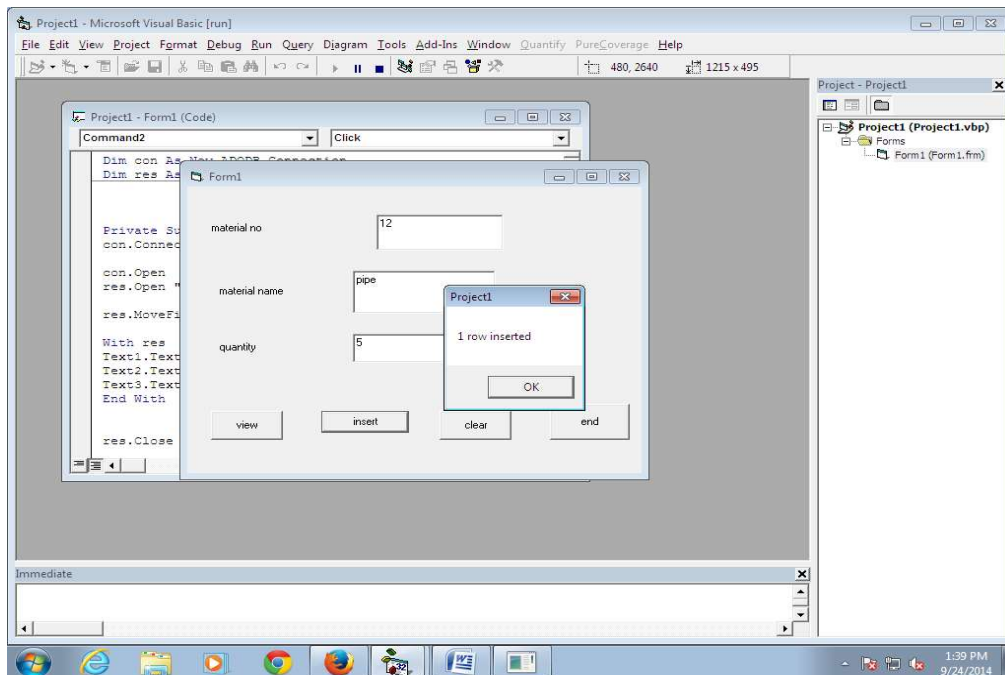 Project1 - Microsoft Visual Basic [run]
File Edit View Project Format Debug Run Query Diagram Tools Add-Ins Window Quantify PureCoverage Help
480, 2640 1215 x 495
Project - Project1
Project1 (Project1.vbp)
Forms
Form1 (Form1.frm)
Project1 - Form1 (Code)
Command2 Click
Dim con As New ADODB.Connection
Dim res As
Private Su
con.Connec
con.Open
res.Open "
res.MoveFi
With res
Text1.Text
Text2.Text
Text3.Text
End With
res.Close
Form1
material no 12
material name pipe
quantity 5
view insert clear end
Project1
1 row inserted
OK
Immediate
32
W
1:39 PM
9/24/2014